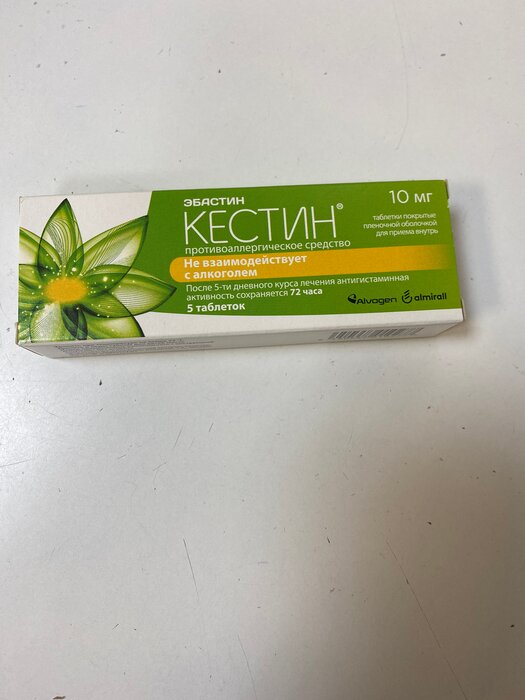 ЭБАСТИН
КЕСТИН®
противоаллергическое средство
Не взаимодействует
с алкоголем
После 5-ти дневного курса лечения антигистаминная
активность сохраняется 72 часа
5 таблеток
10 мг
таблетки покрытые
пленочной оболочкой
для приема внутрь
Alvogen almirall